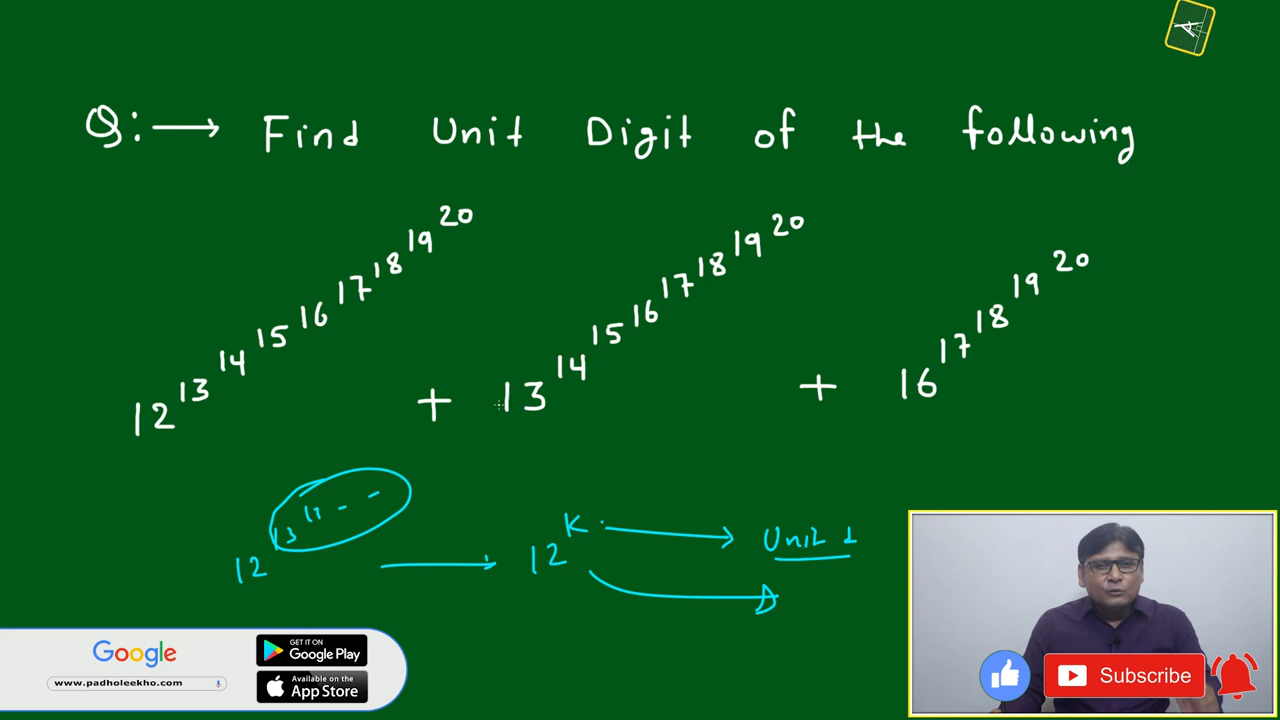 Q:→ Find Unit Digit of the following
12^13^14^15^16^17^18^19^20 + 13^14^15^16^17^18^19^20 + 16^17^18^19^20
12^13 → 12^K → Unit
Google
www.padholeekho.com
GET IT ON
Google Play
Available on the
App Store
Subscribe